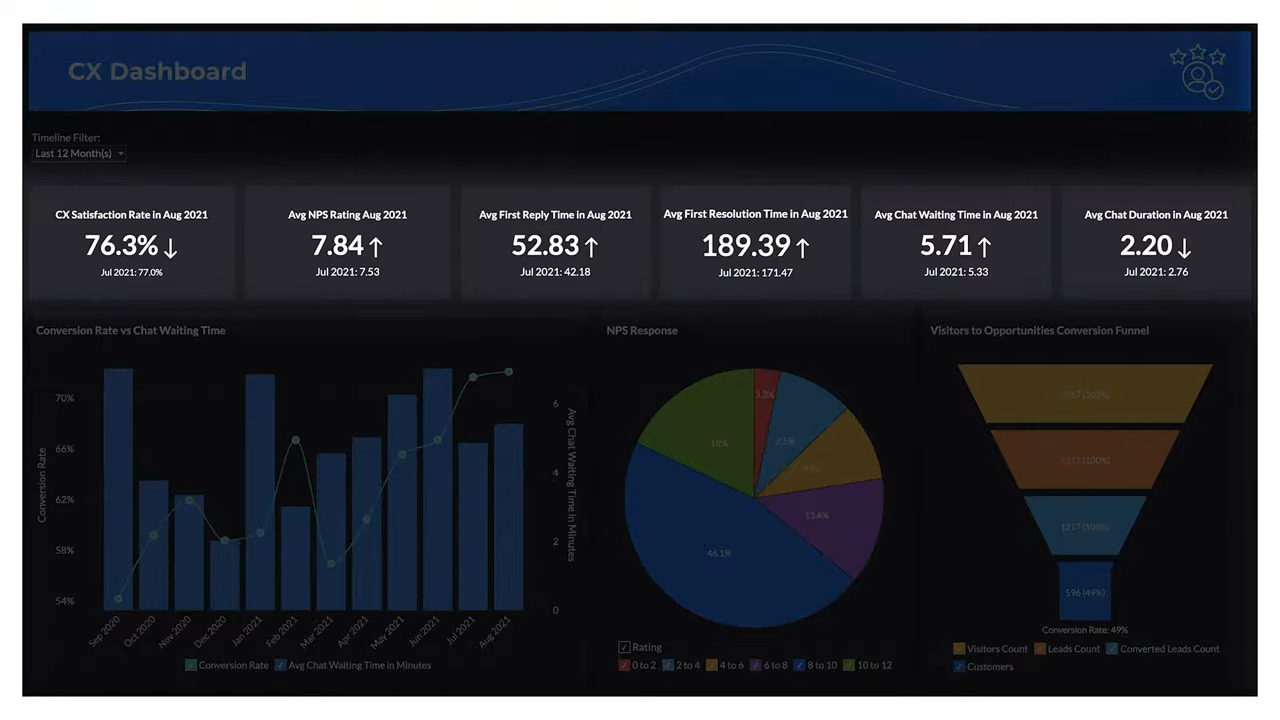 CX Dashboard
Timeline Filter:
Last 12 Month(s)
CX Satisfaction Rate in Aug 2021
76.3%↓
Jul 2021: 77.0%
Avg NPS Rating Aug 2021
7.84↑
Jul 2021: 7.53
Avg First Reply Time in Aug 2021
52.83↑
Jul 2021: 42.18
Avg First Resolution Time in Aug 2021
189.39↑
Jul 2021: 171.47
Avg Chat Waiting Time in Aug 2021
5.71↑
Jul 2021: 5.33
Avg Chat Duration in Aug 2021
2.20↓
Jul 2021: 2.76
Conversion Rate vs Chat Waiting Time
Conversion Rate
70%
66%
62%
58%
54%
6
4
2
0
Avg Chat Waiting Time in Minutes
Sep 2020
Oct 2020
Nov 2020
Dec 2020
Jan 2021
Feb 2021
Mar 2021
Apr 2021
May 2021
Jun 2021
Jul 2021
Aug 2021
Conversion Rate
Avg Chat Waiting Time in Minutes
NPS Response
9.5%
13.4%
46.1%
18%
Rating
0 to 2
2 to 4
4 to 6
6 to 8
8 to 10
10 to 12
Visitors to Opportunities Conversion Funnel
(100%)
1217 (100%)
596 (49%)
Conversion Rate: 49%
Visitors Count
Leads Count
Converted Leads Count
Customers